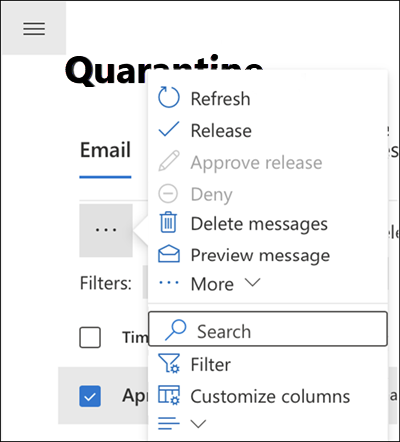 Quarantine
Refresh
Release
Email
Approve release
Deny
Delete messages
Preview message
Filters:
More
Search
Filter
Customize columns